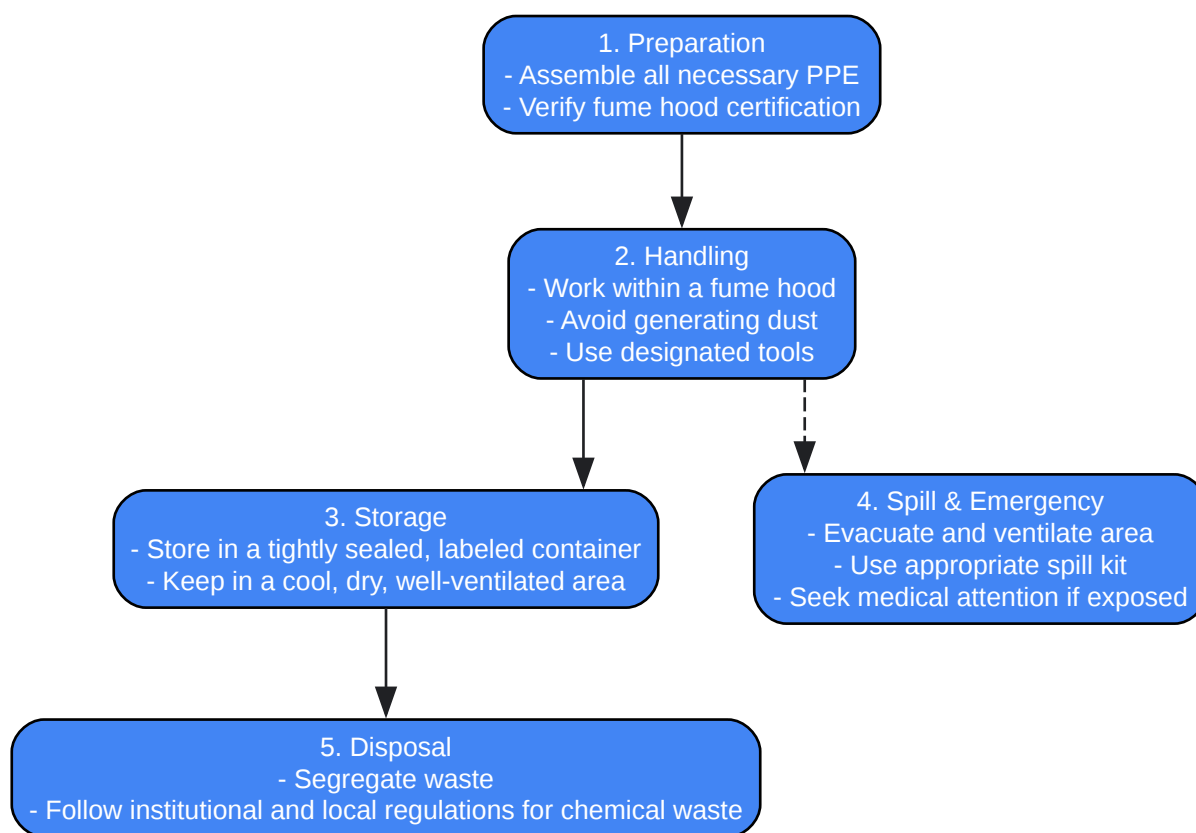 1. Preparation
- Assemble all necessary PPE
- Verify fume hood certification
2. Handling
- Work within a fume hood
- Avoid generating dust
- Use designated tools
3. Storage
- Store in a tightly sealed, labeled container
- Keep in a cool, dry, well-ventilated area
4. Spill & Emergency
- Evacuate and ventilate area
- Use appropriate spill kit
- Seek medical attention if exposed
5. Disposal
- Segregate waste
- Follow institutional and local regulations for chemical waste